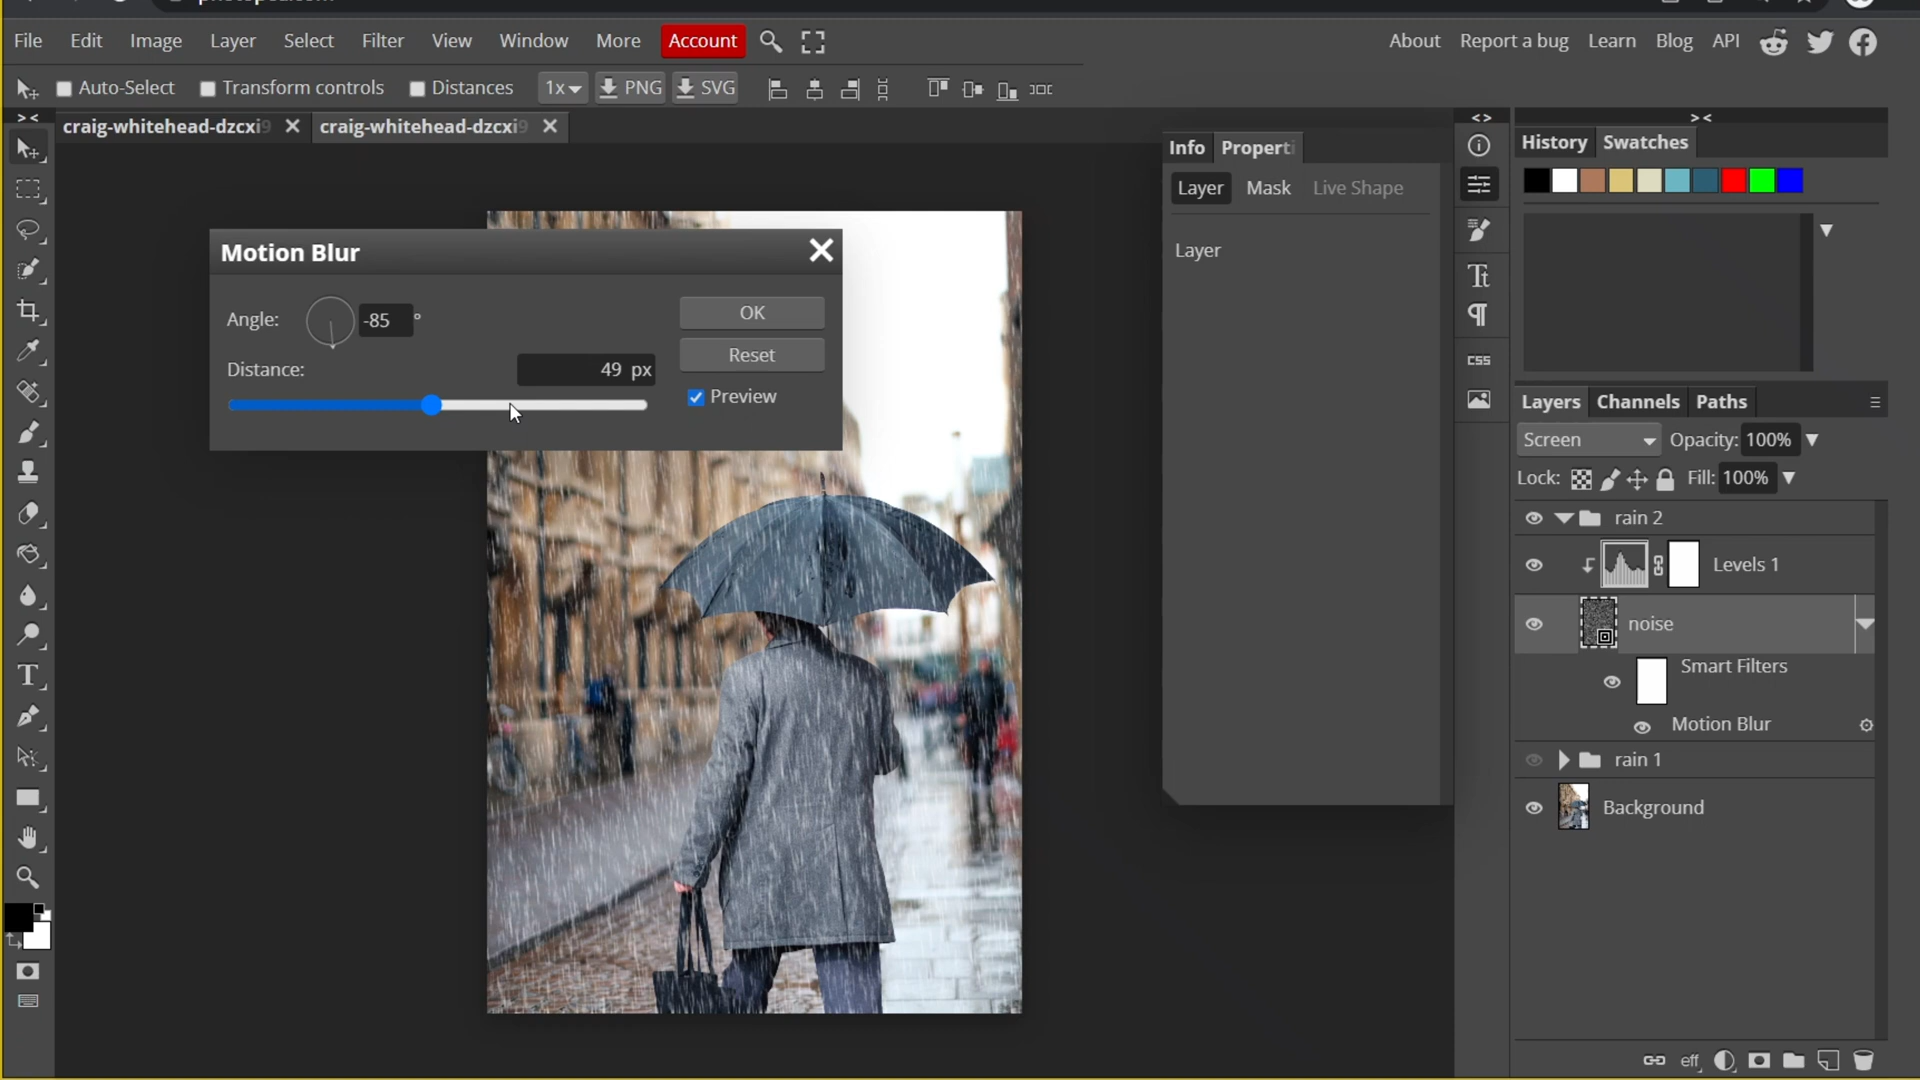 File Edit Image Layer Select Filter View Window More Account About Report a bug Learn Blog API
Auto-Select Transform controls Distances 1x PNG SVG
craig-whitehead-dzcxi9 craig-whitehead-dzcxi9
Motion Blur
Angle: -85 °
Distance: 49 px
OK
Reset
Preview
Info Properti
Layer Mask Live Shape
Layer
CSS
History Swatches
Layers Channels Paths
Screen Opacity: 100%
Lock: Fill: 100%
rain 2
Levels 1
noise
Smart Filters
Motion Blur
rain 1
Background
eff